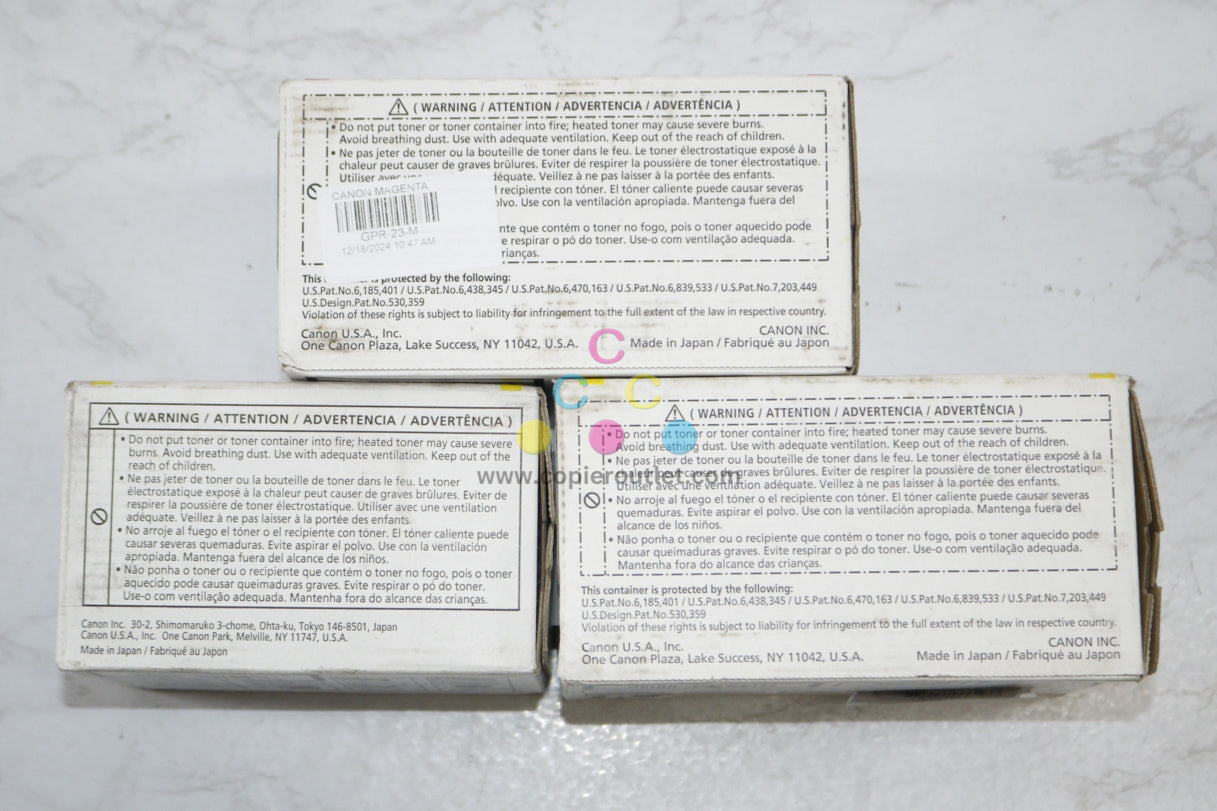 ( WARNING / ATTENTION / ADVERTENCIA / ADVERTÊNCIA )
• Do not put toner or toner container into fire; heated toner may cause severe burns.
Avoid breathing dust. Use with adequate ventilation. Keep out of the reach of children.
• Ne pas jeter de toner ou la bouteille de toner dans le feu. Le toner électrostatique exposé à la
chaleur peut causer de graves brûlures. Eviter de respirer la poussière de toner électrostatique.
Utiliser avec déquate. Veillez à ne pas laisser à la portée des enfants.
l recipiente con tóner. El tóner caliente puede causar severas
olvo. Use con la ventilación apropiada. Mantenga fuera del
nte que contém o toner no fogo, pois o toner aquecido pode
e respirar o pó do toner. Use-o com ventilação adequada.
rianças.
CANON MAGENTA
GPR-23-M
12/18/2024 10:47 AM
This is protected by the following:
U.S.Pat.No.6,185,401 / U.S.Pat.No.6,438,345 / U.S.Pat.No.6,470,163 / U.S.Pat.No.6,839,533 / U.S.Pat.No.7,203,449
U.S.Design.Pat.No.530,359
Violation of these rights is subject to liability for infringement to the full extent of the law in respective country.
Canon U.S.A., Inc. CANON INC.
One Canon Plaza, Lake Success, NY 11042, U.S.A. Made in Japan / Fabriqué au Japon
C
C C
www.copieroutlet.com
( WARNING / ATTENTION / ADVERTENCIA / ADVERTÊNCIA )
• Do not put toner or toner container into fire; heated toner may cause severe
burns. Avoid breathing dust. Use with adequate ventilation. Keep out of the
reach of children.
• Ne pas jeter de toner ou la bouteille de toner dans le feu. Le toner
électrostatique exposé à la chaleur peut causer de graves brûlures. Eviter de
respirer la poussière de toner électrostatique. Utiliser avec une ventilation
adéquate. Veillez à ne pas laisser à la portée des enfants.
• No arroje al fuego el tóner o el recipiente con tóner. El tóner caliente puede
causar severas quemaduras. Evite aspirar el polvo. Use con la ventilación
apropiada. Mantenga fuera del alcance de los niños.
• Não ponha o toner ou o recipiente que contém o toner no fogo, pois o toner
aquecido pode causar queimaduras graves. Evite respirar o pó do toner.
Use-o com ventilação adequada. Mantenha fora do alcance das crianças.
Canon Inc. 30-2, Shimomaruko 3-chome, Ohta-ku, Tokyo 146-8501, Japan
Canon U.S.A., Inc. One Canon Park, Melville, NY 11747, U.S.A.
Made in Japan / Fabriqué au Japon
( WARNING / ATTENTION / ADVERTENCIA / ADVERTÊNCIA )
• Do not put toner or toner container into fire; heated toner may cause severe burns.
Avoid breathing dust. Use with adequate ventilation. Keep out of the reach of children.
• Ne pas jeter de toner ou la bouteille de toner dans le feu. Le toner électrostatique exposé à la
chaleur peut causer de graves brûlures. Eviter de respirer la poussière de toner électrostatique.
Utiliser avec une ventilation adéquate. Veillez à ne pas laisser à la portée des enfants.
• No arroje al fuego el tóner o el recipiente con tóner. El tóner caliente puede causar severas
quemaduras. Evite aspirar el polvo. Use con la ventilación apropiada. Mantenga fuera del
alcance de los niños.
• Não ponha o toner ou o recipiente que contém o toner no fogo, pois o toner aquecido pode
causar queimaduras graves. Evite respirar o pó do toner. Use-o com ventilação adequada.
Mantenha fora do alcance das crianças.
This container is protected by the following:
U.S.Pat.No.6,185,401 / U.S.Pat.No.6,438,345 / U.S.Pat.No.6,470,163 / U.S.Pat.No.6,839,533 / U.S.Pat.No.7,203,449
U.S.Design.Pat.No.530,359
Violation of these rights is subject to liability for infringement to the full extent of the law in respective country.
Canon U.S.A., Inc. CANON INC.
One Canon Plaza, Lake Success, NY 11042, U.S.A. Made in Japan / Fabriqué au Japon